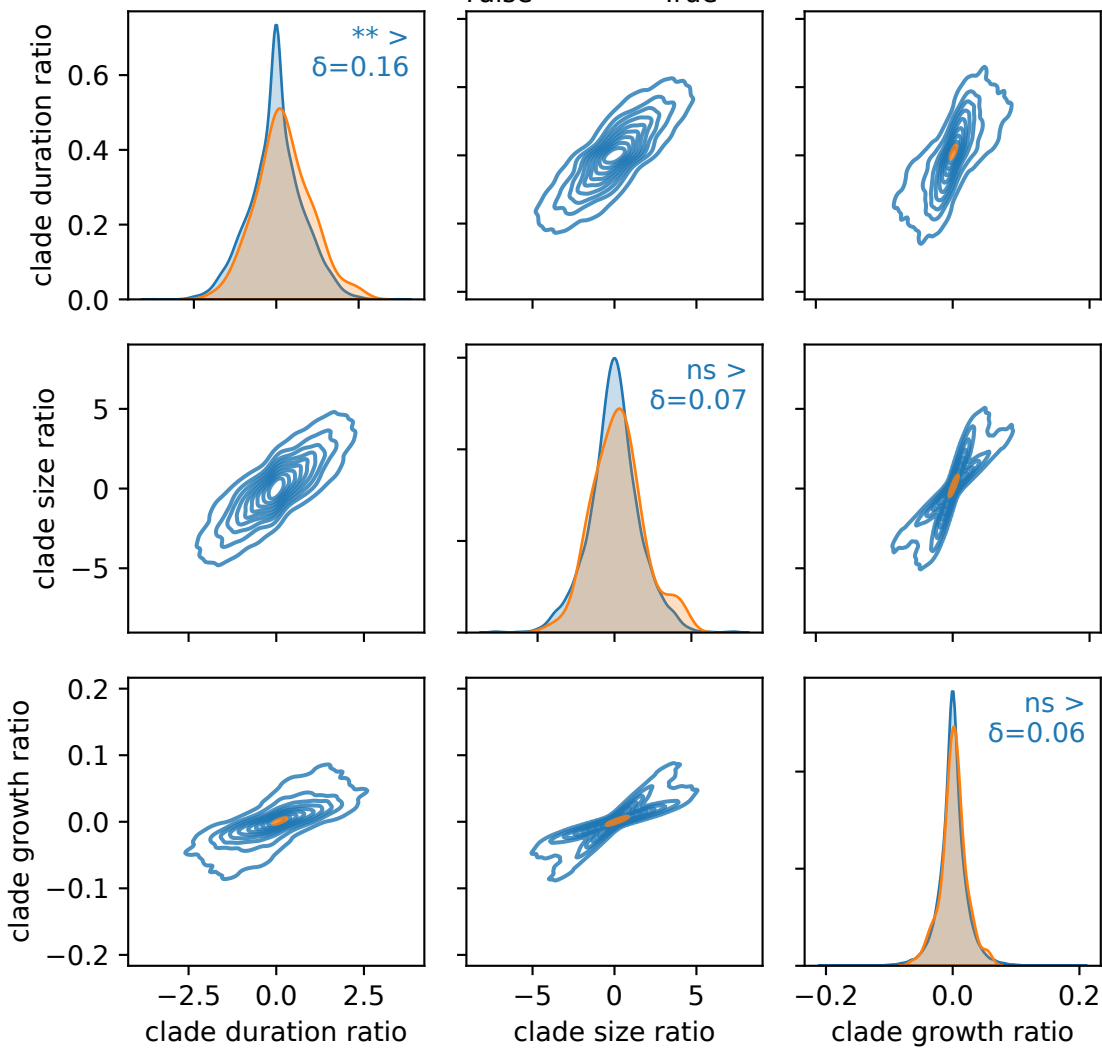 ** >
δ=0.16
clade duration ratio
0.6
0.4
0.2
0.0
ns >
δ=0.07
clade size ratio
5
0
−5
ns >
δ=0.06
clade growth ratio
0.2
0.1
0.0
−0.1
−0.2
−2.5 0.0 2.5
−5 0 5
−0.2 0.0 0.2
clade duration ratio
clade size ratio
clade growth ratio